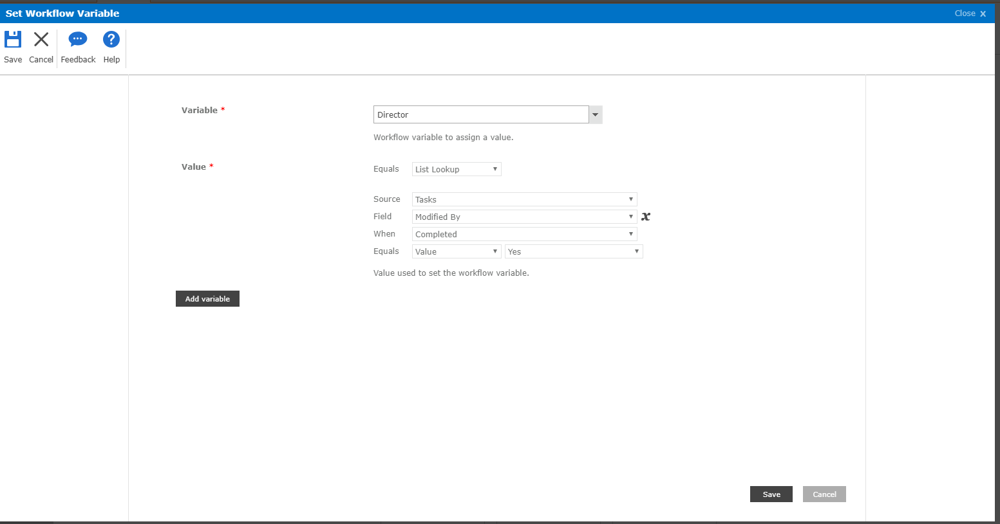 Set Workflow Variable
Close x
Save Cancel Feedback Help
Variable *
Director
Workflow variable to assign a value.
Value *
Equals List Lookup
Source Tasks
Field Modified By x
When Completed
Equals Value Yes
Value used to set the workflow variable.
Add variable
Save Cancel